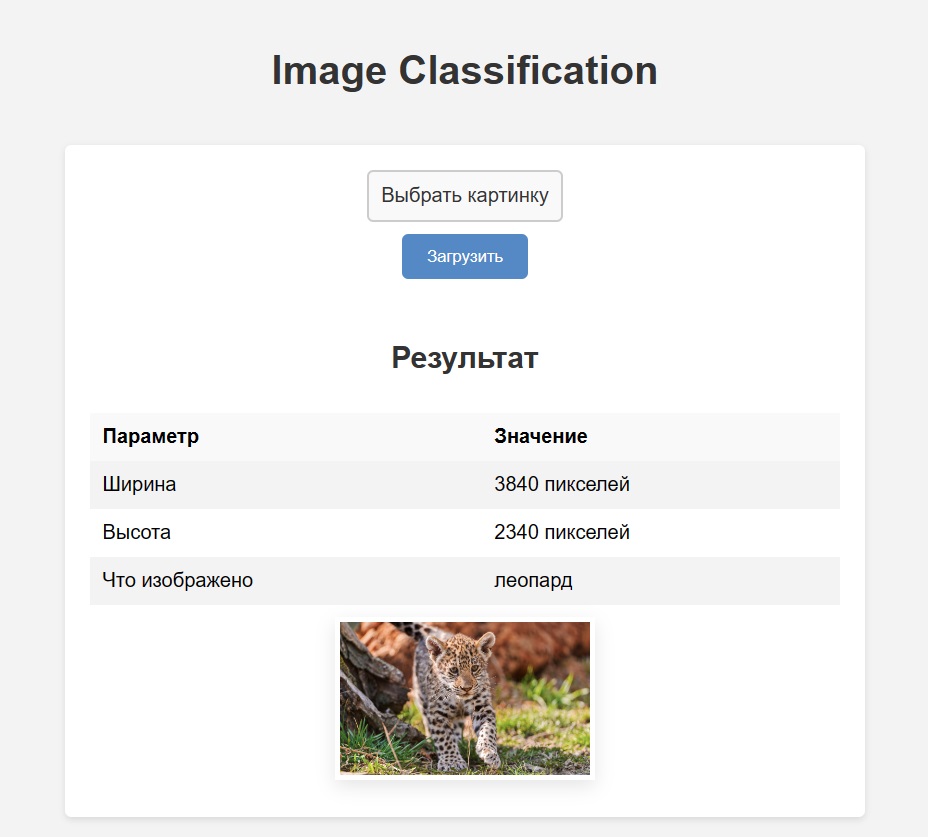 Image Classification
Выбрать картинку
Загрузить
Результат
Параметр Значение
Ширина 3840 пикселей
Высота 2340 пикселей
Что изображено леопард